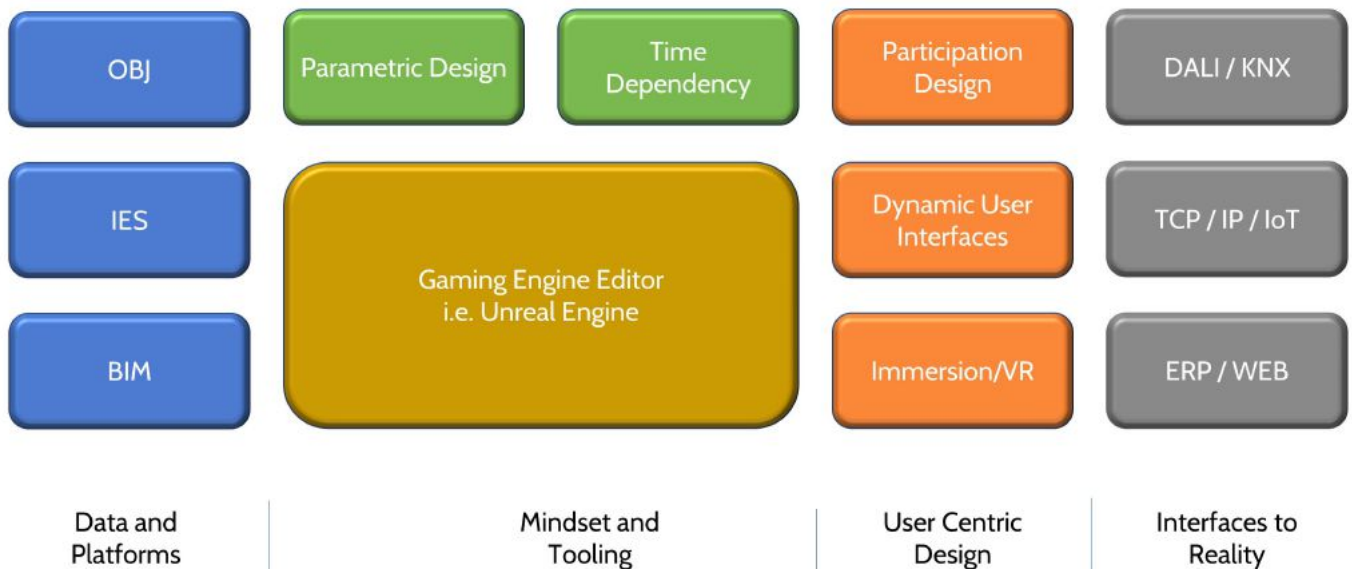 OBJ
Parametric Design
Time
Dependency
Participation
Design
DALI / KNX
IES
Gaming Engine Editor
i.e. Unreal Engine
Dynamic User
Interfaces
TCP / IP / IoT
BIM
Immersion/VR
ERP / WEB
Data and
Platforms
Mindset and
Tooling
User Centric
Design
Interfaces to
Reality